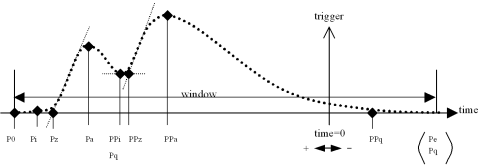 trigger
window
time
P0 Pi Pz Pa PPi PPz PPa time=0 PPq Pe
Pq + − Pq